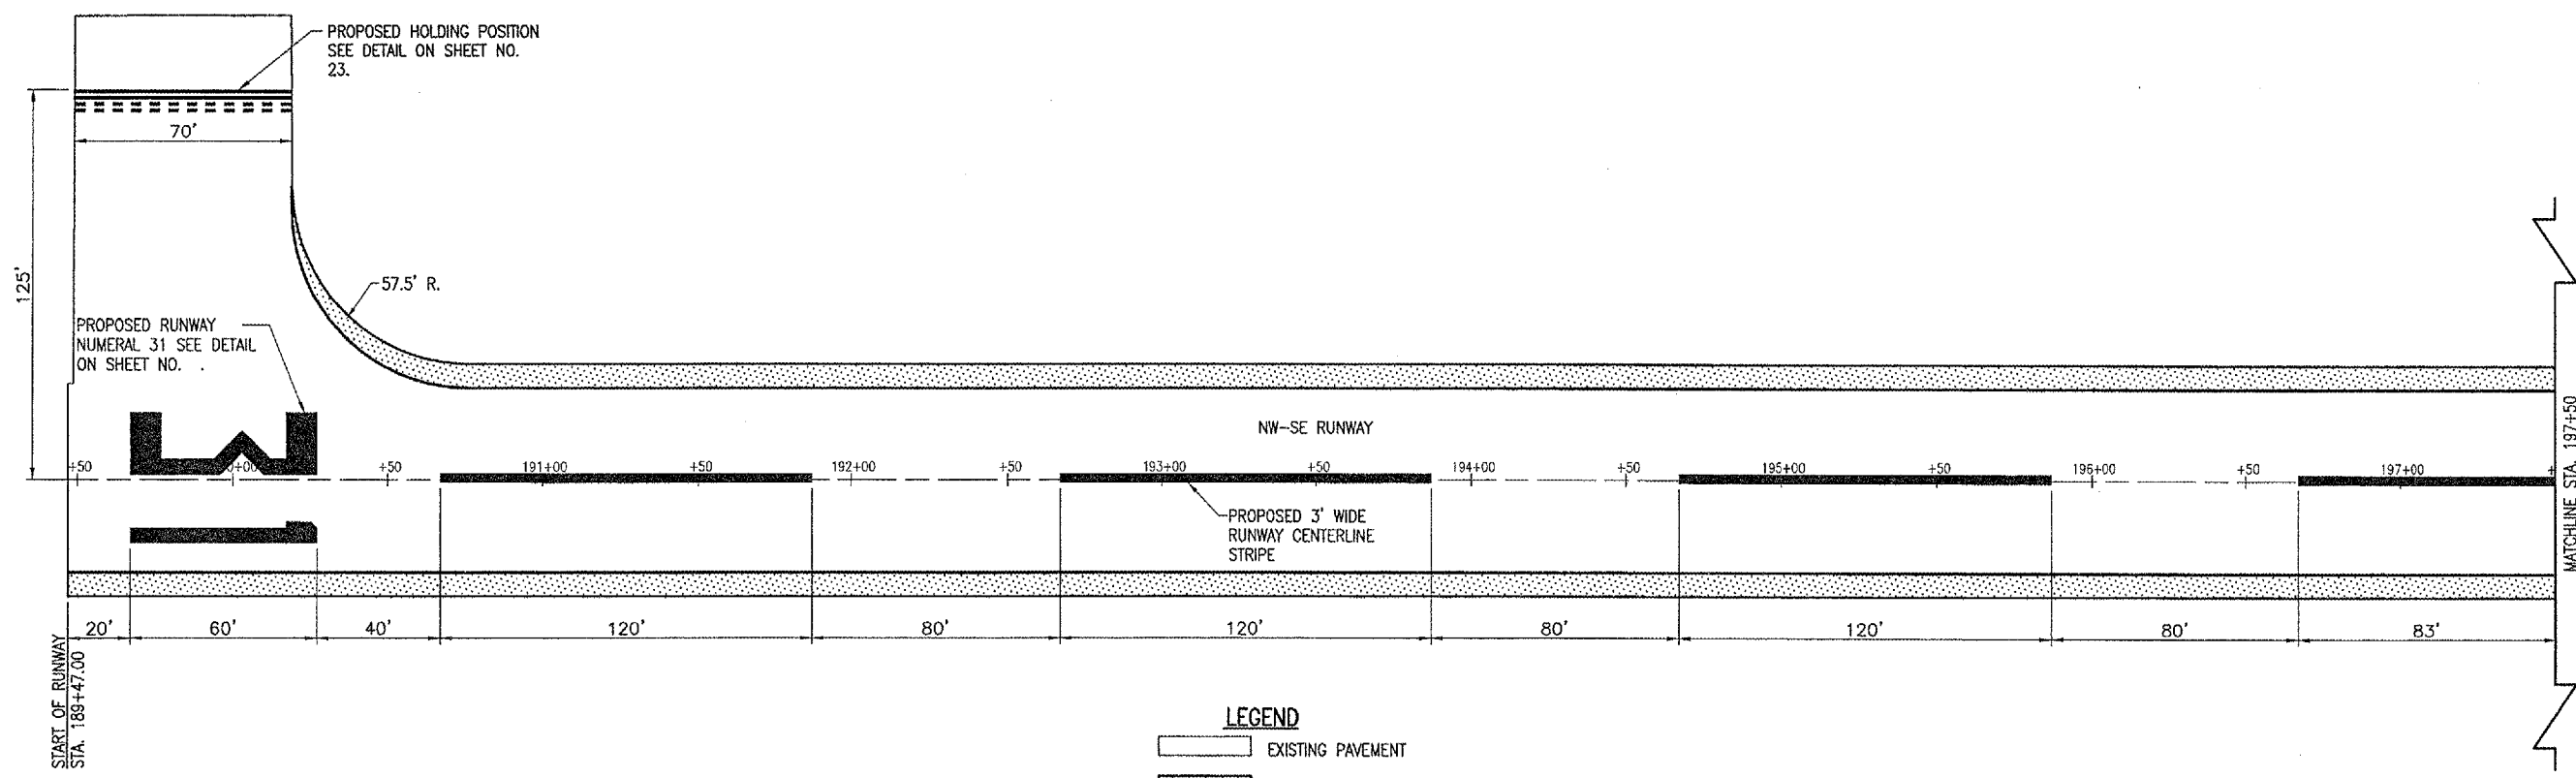 PROPOSED HOLDING POSITION
SEE DETAIL ON SHEET NO.
23.
70'
125'
57.5' R.
PROPOSED RUNWAY
NUMERAL 31 SEE DETAIL
ON SHEET NO. .
NW-SE RUNWAY
+50
0+00
+50
191+00
+50
192+00
+50
193+00
+50
194+00
+50
195+00
+50
196+00
+50
197+00
PROPOSED 3' WIDE
RUNWAY CENTERLINE
STRIPE
MATCHLINE STA. 197+50
20'
60'
40'
120'
80'
120'
80'
120'
80'
83'
START OF RUNWAY
STA. 189+47.00
LEGEND
EXISTING PAVEMENT